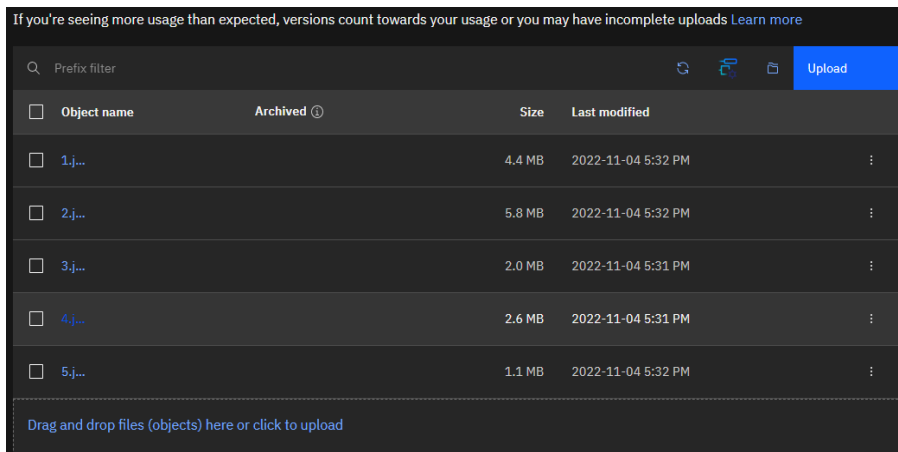 If you're seeing more usage than expected, versions count towards your usage or you may have incomplete uploads Learn more
Prefix filter Upload
Object name Archived Size Last modified
1.j... 4.4 MB 2022-11-04 5:32 PM
2.j... 5.8 MB 2022-11-04 5:32 PM
3.j... 2.0 MB 2022-11-04 5:31 PM
4.j... 2.6 MB 2022-11-04 5:31 PM
5.j... 1.1 MB 2022-11-04 5:32 PM
Drag and drop files (objects) here or click to upload